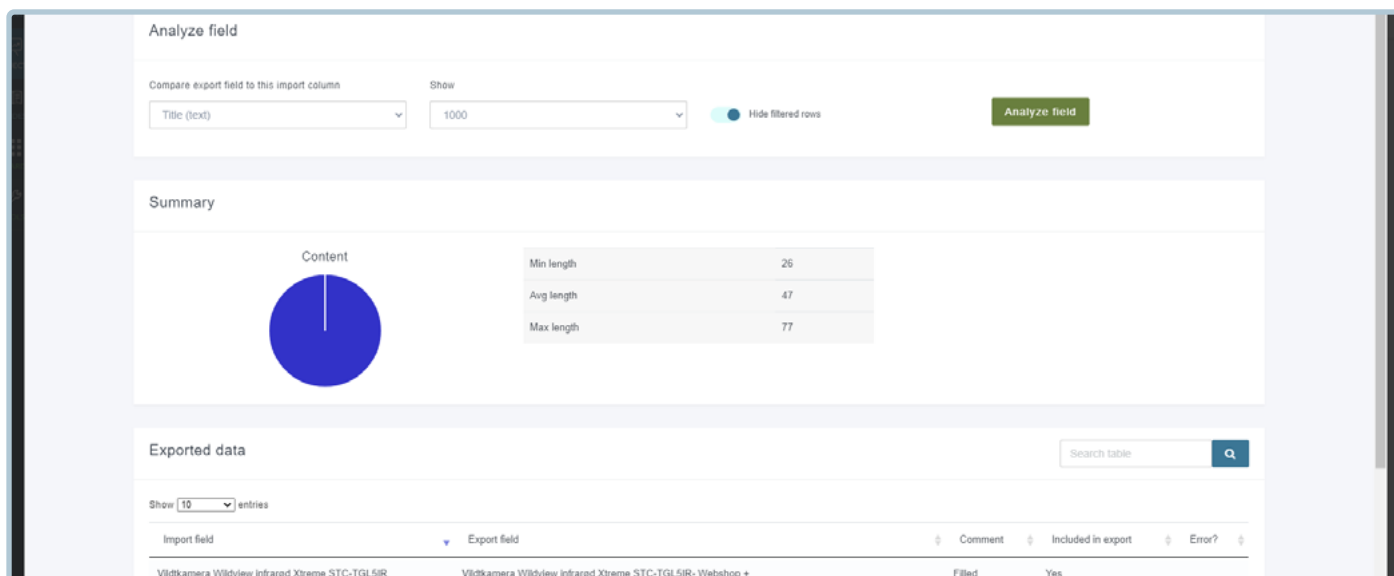 Analyze field
Compare export field to this import column
Show
Title (text)
1000
Hide filtered rows
Analyze field
Summary
Content
Min length 26
Avg length 47
Max length 77
Exported data
Search table
Show 10 entries
Import field Export field Comment Included in export Error?
Vildtkamera Wildview infrarød Xtreme STC-TGL5IR Vildtkamera Wildview infrarød Xtreme STC-TGL5IR- Webshop + Filled Yes